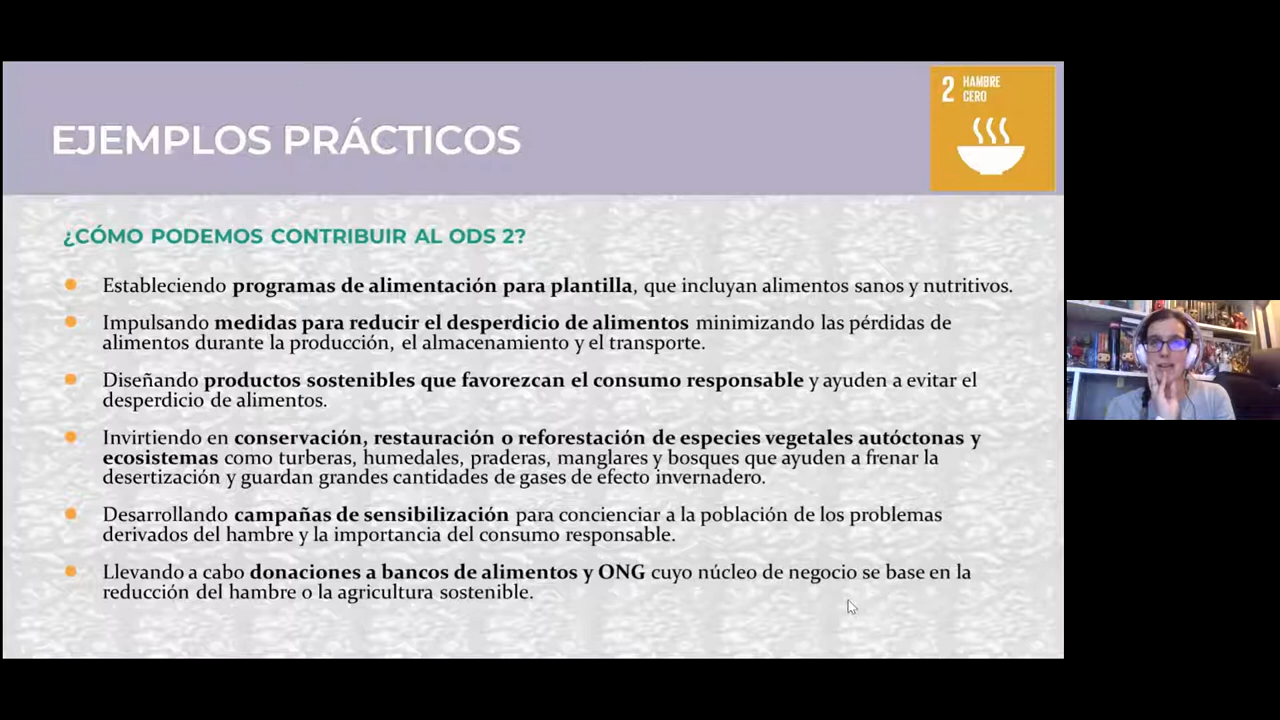 2 HAMBRE
CERO
EJEMPLOS PRÁCTICOS
¿CÓMO PODEMOS CONTRIBUIR AL ODS 2?
Estableciendo programas de alimentación para plantilla, que incluyan alimentos sanos y nutritivos.
Impulsando medidas para reducir el desperdicio de alimentos minimizando las pérdidas de
alimentos durante la producción, el almacenamiento y el transporte.
Diseñando productos sostenibles que favorezcan el consumo responsable y ayuden a evitar el
desperdicio de alimentos.
Invirtiendo en conservación, restauración o reforestación de especies vegetales autóctonas y
ecosistemas como turberas, humedales, praderas, manglares y bosques que ayuden a frenar la
desertización y guardan grandes cantidades de gases de efecto invernadero.
Desarrollando campañas de sensibilización para concienciar a la población de los problemas
derivados del hambre y la importancia del consumo responsable.
Llevando a cabo donaciones a bancos de alimentos y ONG cuyo núcleo de negocio se base en la
reducción del hambre o la agricultura sostenible.